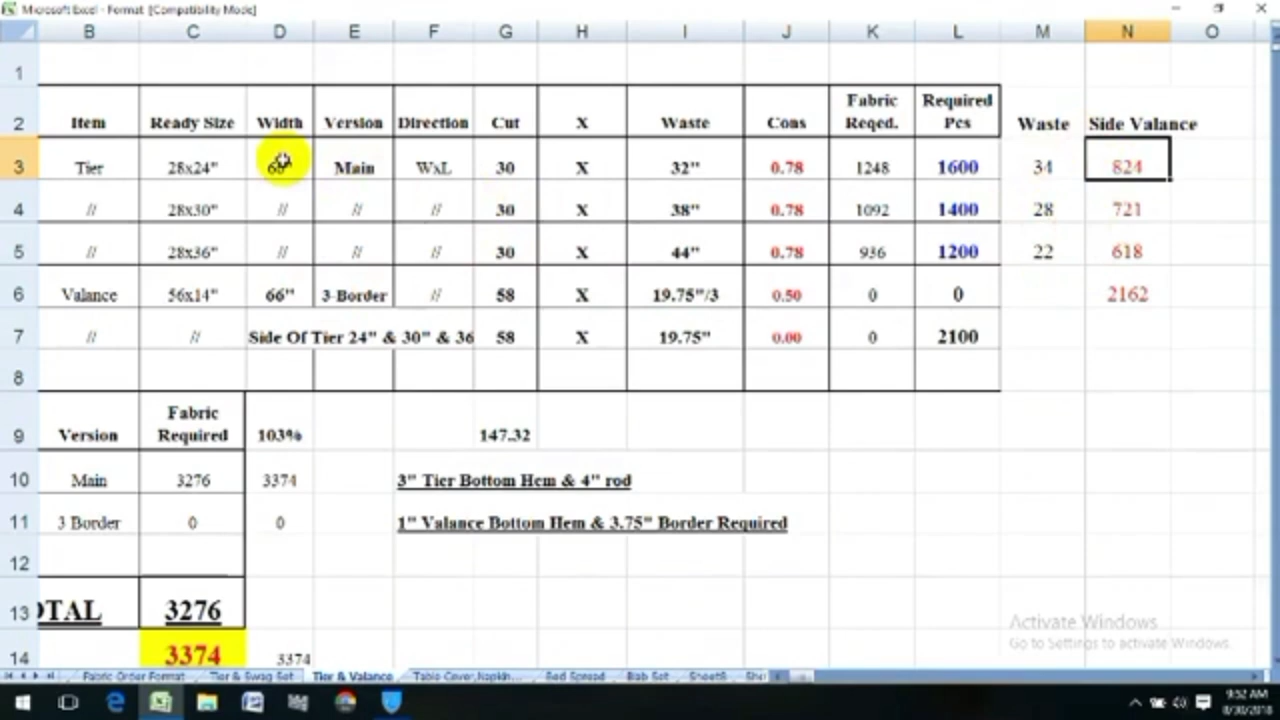 Microsoft Excel - Format [Compatibility Mode]
B C D E F G H I J K L M N O
1
2 Item Ready Size Width Version Direction Cut X Waste Cons Fabric Reqed. Required Pcs Waste Side Valance
3 Tier 28x24" Main WxL 30 X 32" 0.78 1248 1600 34 824
4 // 28x30" // // // 30 X 38" 0.78 1092 1400 28 721
5 // 28x36" // // // 30 X 44" 0.78 936 1200 22 618
6 Valance 56x14" 66" 3-Border // 58 X 19.75"/3 0.50 0 0 2162
7 // // Side Of Tier 24" & 30" & 36 58 X 19.75" 0.00 0 2100
8
9 Version Fabric Required 103% 147.32
10 Main 3276 3374 3" Tier Bottom Hem & 4" rod
11 3 Border 0 0 1" Valance Bottom Hem & 3.75" Border Required
12
13 OTAL 3276
14 3374 3374
Activate Windows
Go to Settings to activate Windows.
Fabric Order Format Tier & Swag Set Tier & Valance Table Cover,Napkin... Bed Spread Bab Set Sheet8
9:52 AM
8/30/2018